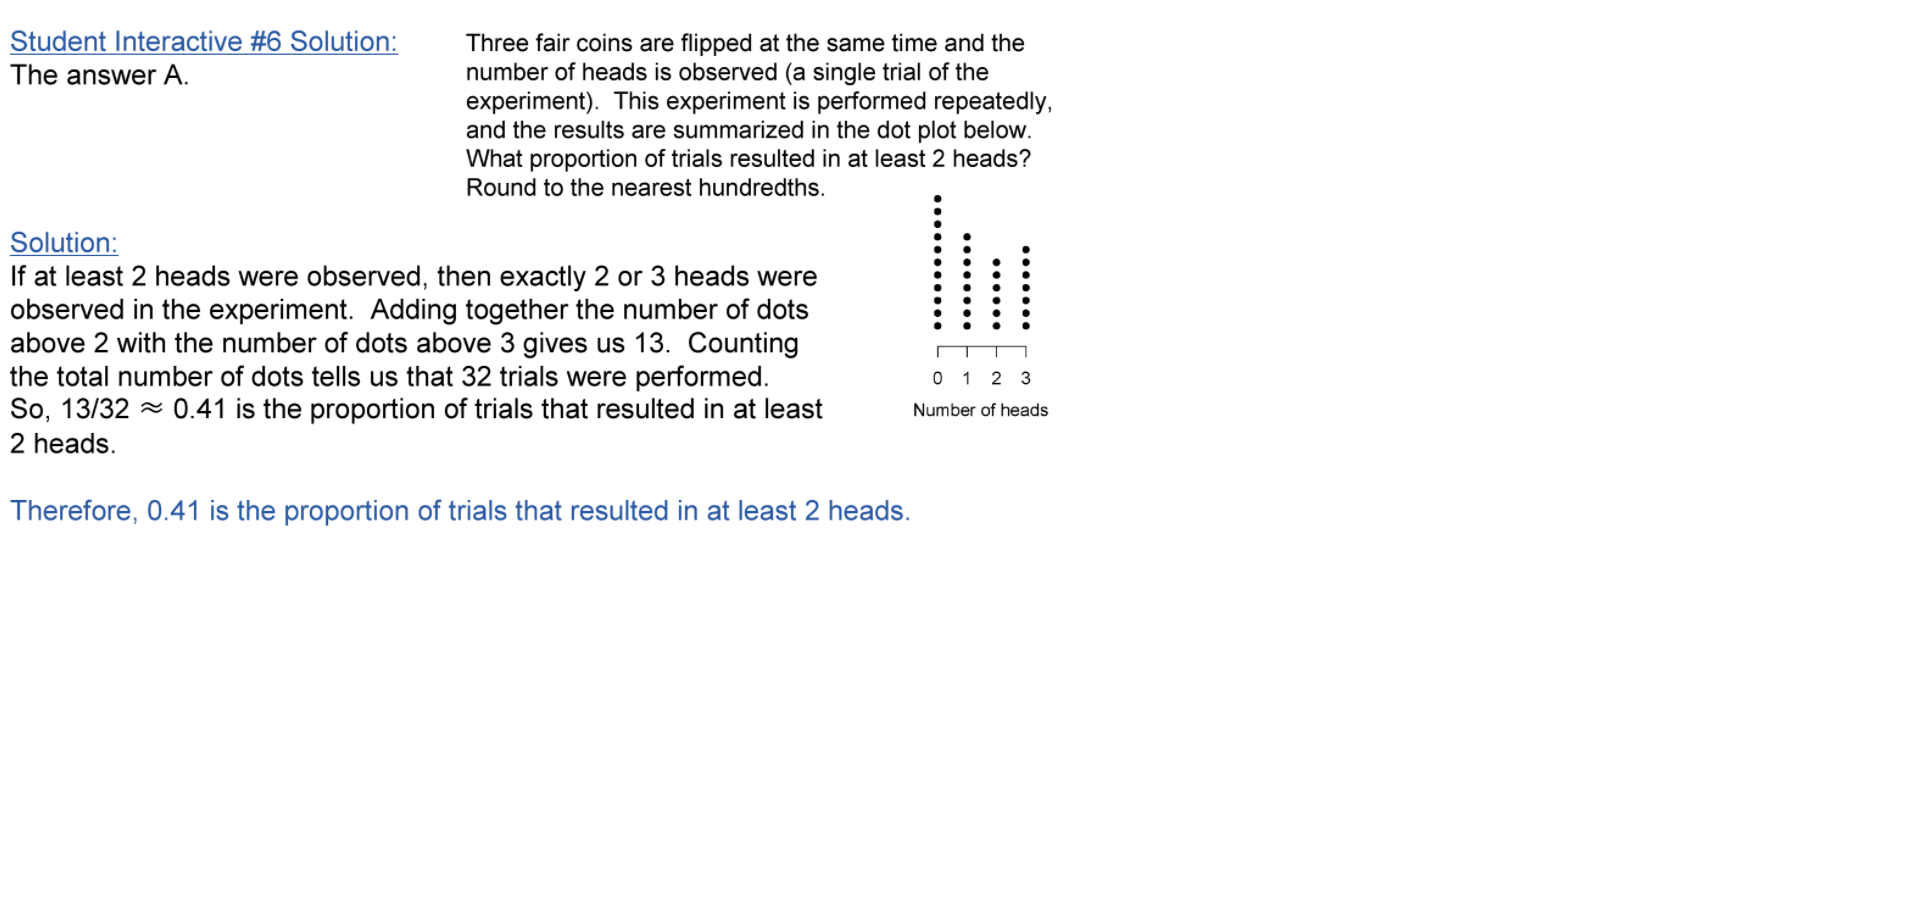 Student Interactive #6 Solution:
The answer A.
Three fair coins are flipped at the same time and the
number of heads is observed (a single trial of the
experiment).  This experiment is performed repeatedly,
and the results are summarized in the dot plot below.
What proportion of trials resulted in at least 2 heads?
Round to the nearest hundredths.
Solution:
If at least 2 heads were observed, then exactly 2 or 3 heads were
observed in the experiment.  Adding together the number of dots
above 2 with the number of dots above 3 gives us 13.  Counting
the total number of dots tells us that 32 trials were performed.
So, 13/32 ≈ 0.41 is the proportion of trials that resulted in at least
2 heads.
0 1 2 3
Number of heads
Therefore, 0.41 is the proportion of trials that resulted in at least 2 heads.